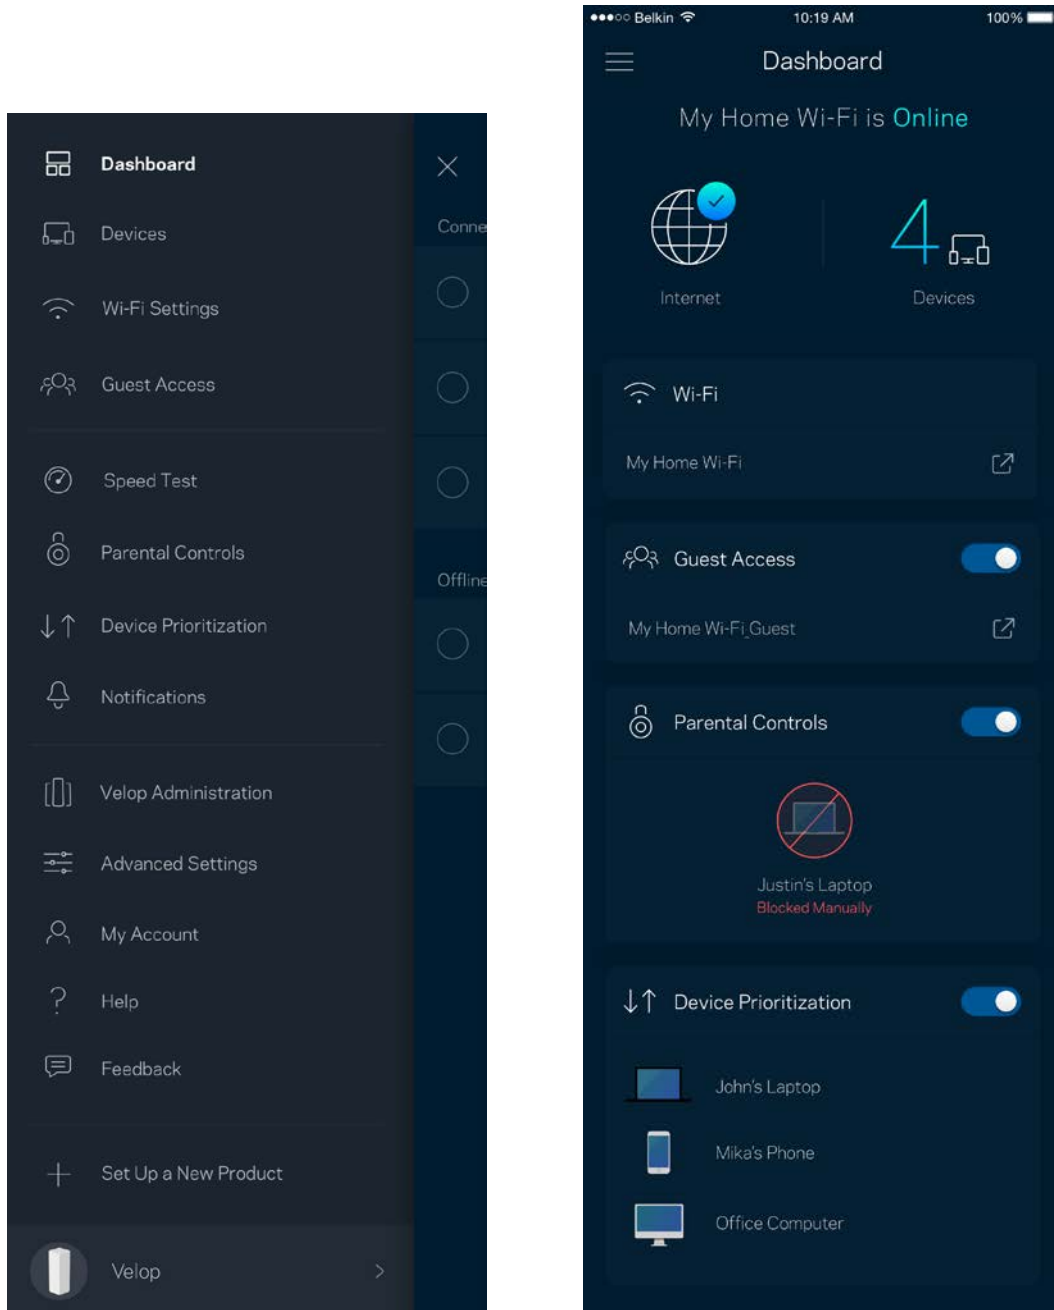 Dashboard
Devices
Wi-Fi Settings
Guest Access
Speed Test
Parental Controls
Device Prioritization
Notifications
Velop Administration
Advanced Settings
My Account
Help
Feedback
Set Up a New Product
Velop
Conne
Offline
Belkin 10:19 AM 100%
Dashboard
My Home Wi-Fi is Online
4
Internet Devices
Wi-Fi
My Home Wi-Fi
Guest Access
My Home Wi-Fi_Guest
Parental Controls
Justin's Laptop
Blocked Manually
Device Prioritization
John's Laptop
Mika's Phone
Office Computer